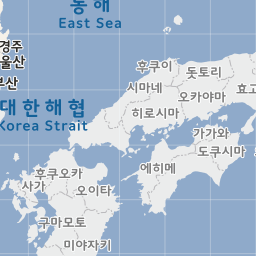 동해
East Sea
경주
울산
부산
후쿠이
돗토리
시마네
오카야마
효고
대한해협
Korea Strait
히로시마
가가와
도쿠시마
에히메
후쿠오카
사가
오이타
구마모토
미야자키